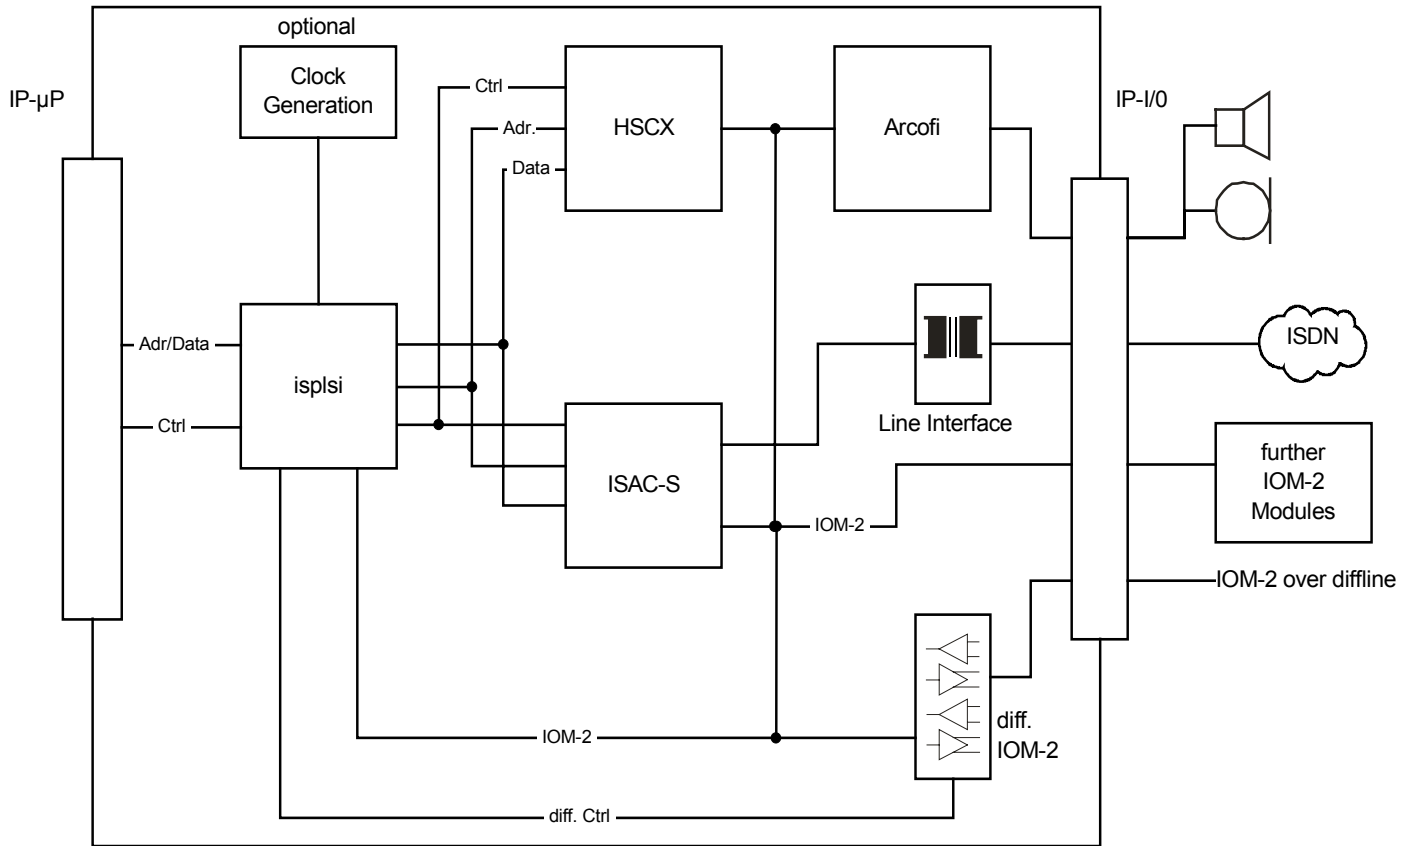 optional
Clock
Generation
IP-µP
Ctrl
Adr.
Data
HSCX
Arcofi
IP-I/0
Adr/Data
isplsi
Ctrl
Line Interface
ISDN
ISAC-S
IOM-2
further
IOM-2
Modules
IOM-2 over diffline
IOM-2
diff.
IOM-2
diff. Ctrl